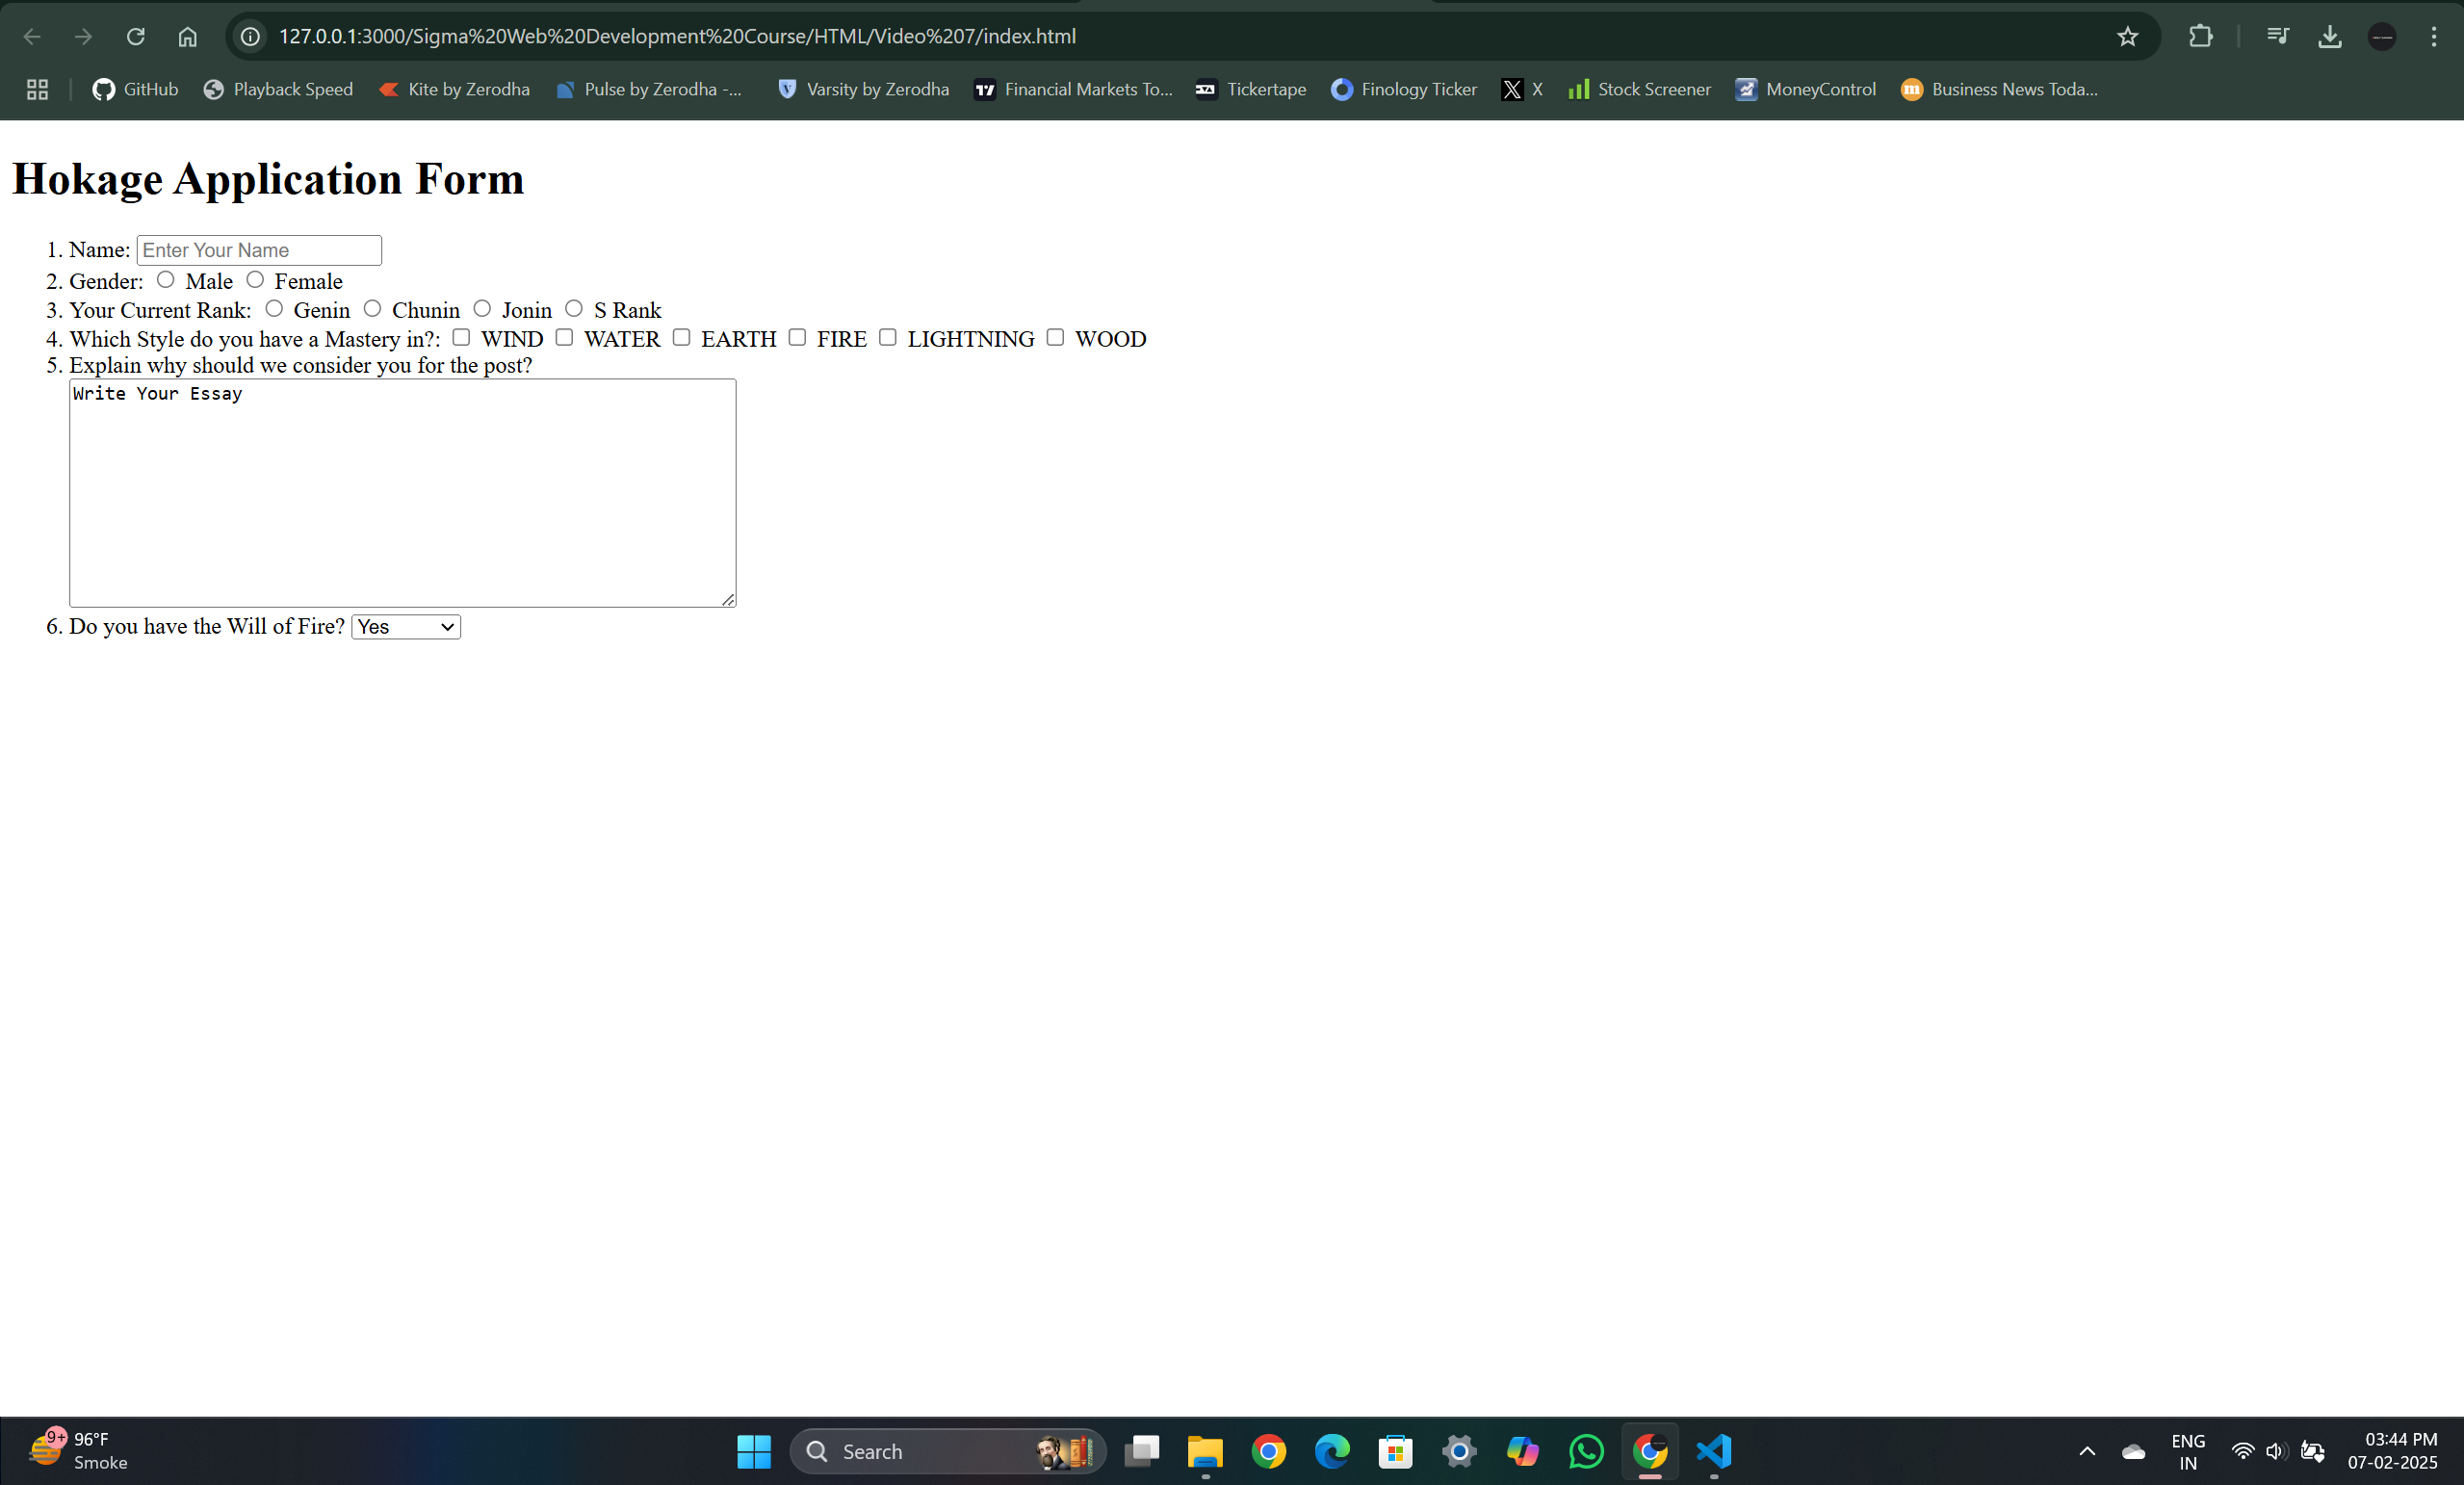 127.0.0.1:3000/Sigma%20Web%20Development%20Course/HTML/Video%207/index.html
GitHub Playback Speed Kite by Zerodha Pulse by Zerodha -... Varsity by Zerodha Financial Markets To... Tickertape Finology Ticker X Stock Screener MoneyControl Business News Toda...
Hokage Application Form
1. Name: Enter Your Name
2. Gender: Male Female
3. Your Current Rank: Genin Chunin Jonin S Rank
4. Which Style do you have a Mastery in?: WIND WATER EARTH FIRE LIGHTNING WOOD
5. Explain why should we consider you for the post?
Write Your Essay
6. Do you have the Will of Fire? Yes
9+ 96°F
Smoke
Search
ENG
IN
03:44 PM
07-02-2025